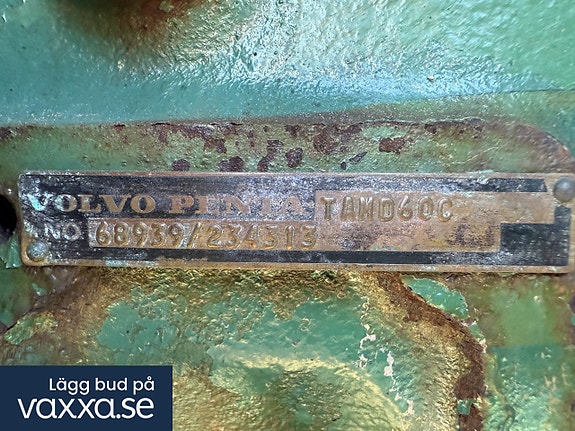 VOLVO PENTA TAMD60C
NO 68939/234313
Lägg bud på
vaxxa.se